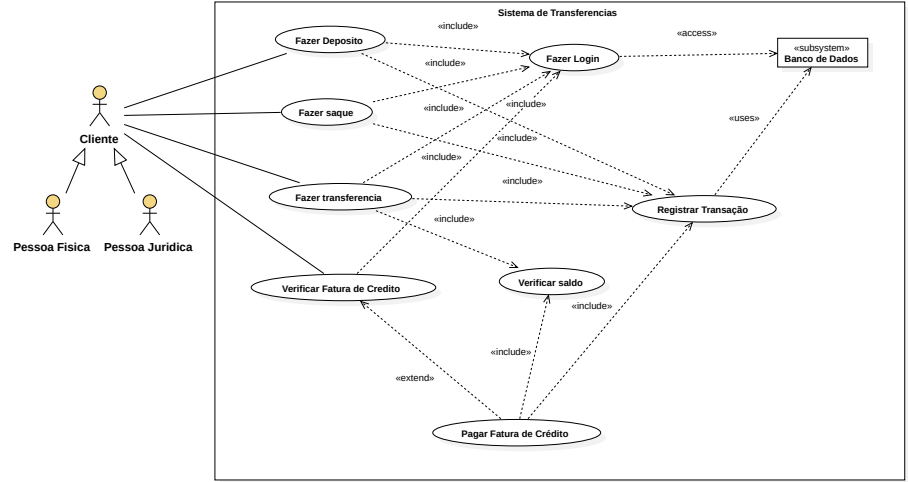 Sistema de Transferencias
Fazer Deposito
«include»
Fazer Login
«access»
«subsystem»
Banco de Dados
«include»
Cliente
Fazer saque
«include»
«include»
«uses»
«include»
«include»
Fazer transferencia
«include»
Registrar Transação
«include»
Pessoa Fisica
Pessoa Juridica
Verificar Fatura de Credito
Verificar saldo
«include»
«include»
«extend»
Pagar Fatura de Crédito